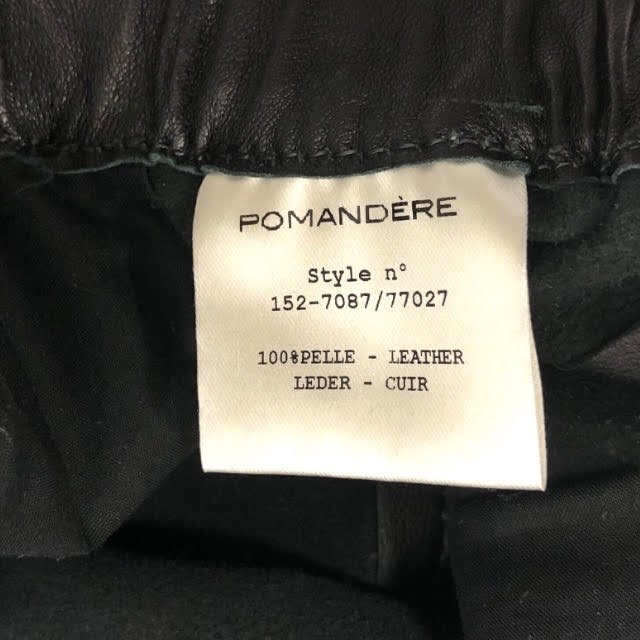 POMANDÈRE
Style n°
152-7087/77027
100%PELLE - LEATHER
LEDER - CUIR